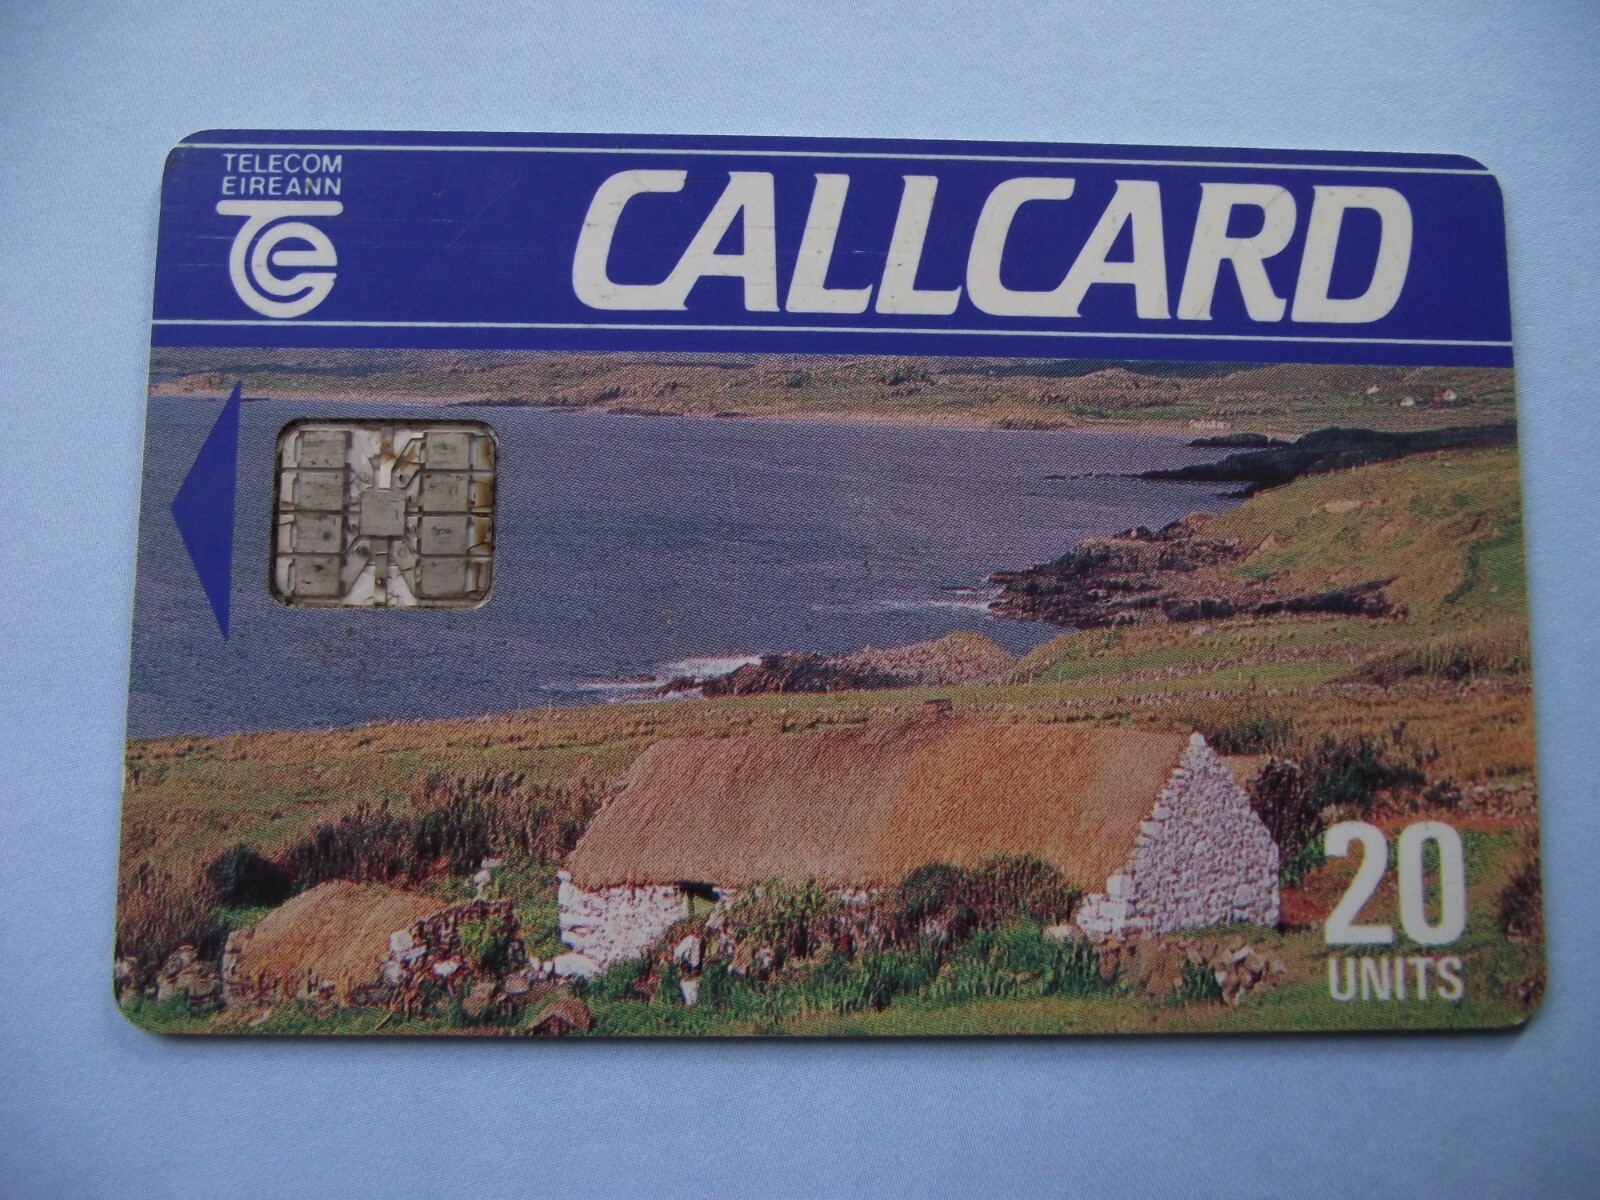 TELECOM
EIREANN
CALLCARD
20
UNITS